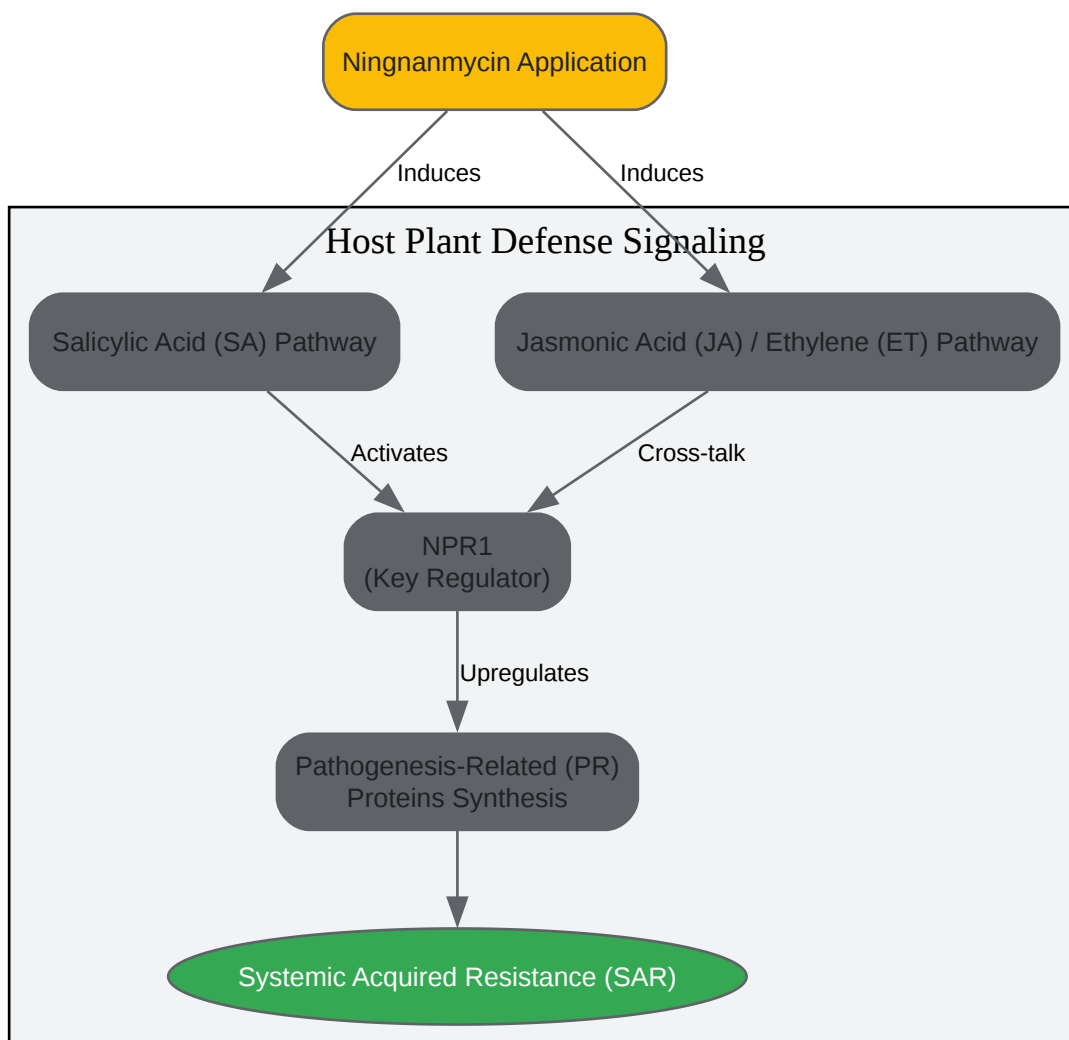 Ningnanmycin Application
Induces
Induces
Host Plant Defense Signaling
Salicylic Acid (SA) Pathway
Jasmonic Acid (JA) / Ethylene (ET) Pathway
Activates
Cross-talk
NPR1
(Key Regulator)
Upregulates
Pathogenesis-Related (PR)
Proteins Synthesis
Systemic Acquired Resistance (SAR)